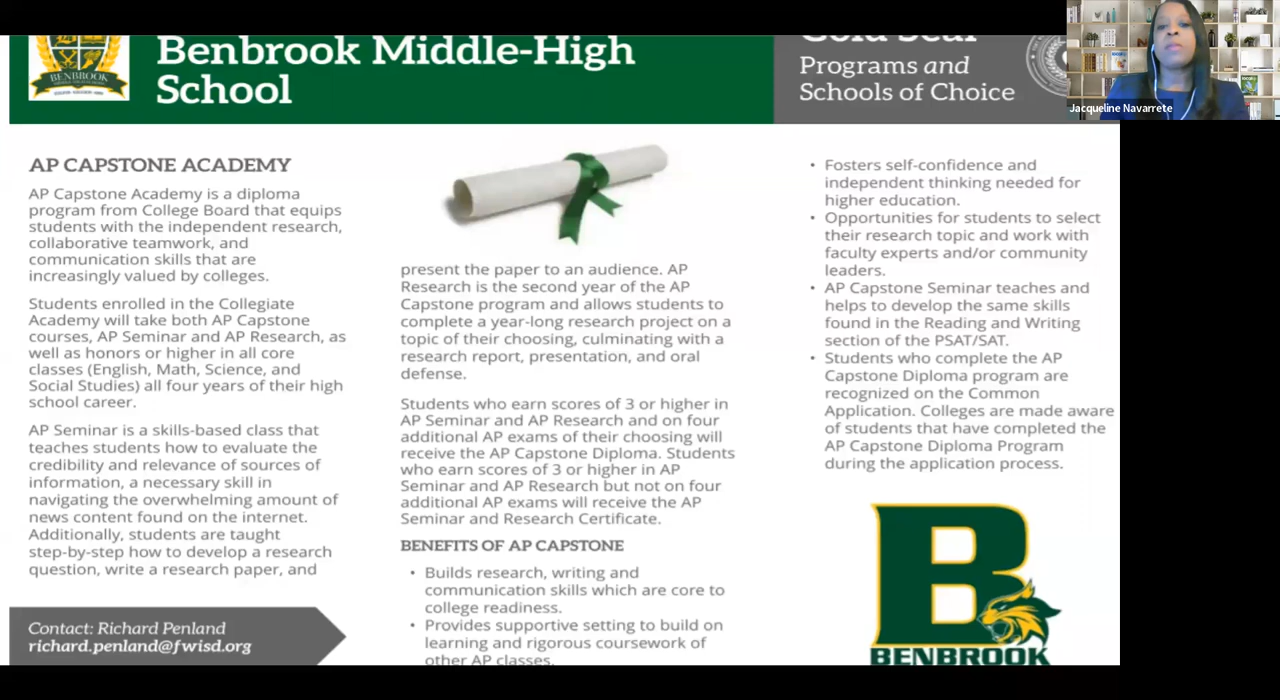 BENBROOK
Benbrook Middle-High
School
Gold Seal
Programs and
Schools of Choice
Jacqueline Navarrete
AP CAPSTONE ACADEMY
AP Capstone Academy is a diploma
program from College Board that equips
students with the independent research,
collaborative teamwork, and
communication skills that are
increasingly valued by colleges.
Students enrolled in the Collegiate
Academy will take both AP Capstone
courses, AP Seminar and AP Research, as
well as honors or higher in all core
classes (English, Math, Science, and
Social Studies) all four years of their high
school career.
AP Seminar is a skills-based class that
teaches students how to evaluate the
credibility and relevance of sources of
information, a necessary skill in
navigating the overwhelming amount of
news content found on the internet.
Additionally, students are taught
step-by-step how to develop a research
question, write a research paper, and
Contact: Richard Penland
richard.penland@fwisd.org
present the paper to an audience. AP
Research is the second year of the AP
Capstone program and allows students to
complete a year-long research project on a
topic of their choosing, culminating with a
research report, presentation, and oral
defense.
Students who earn scores of 3 or higher in
AP Seminar and AP Research and on four
additional AP exams of their choosing will
receive the AP Capstone Diploma. Students
who earn scores of 3 or higher in AP
Seminar and AP Research but not on four
additional AP exams will receive the AP
Seminar and Research Certificate.
BENEFITS OF AP CAPSTONE
• Builds research, writing and
communication skills which are core to
college readiness.
• Provides supportive setting to build on
learning and rigorous coursework of
other AP classes.
• Fosters self-confidence and
independent thinking needed for
higher education.
• Opportunities for students to select
their research topic and work with
faculty experts and/or community
leaders.
• AP Capstone Seminar teaches and
helps to develop the same skills
found in the Reading and Writing
section of the PSAT/SAT.
• Students who complete the AP
Capstone Diploma program are
recognized on the Common
Application. Colleges are made aware
of students that have completed the
AP Capstone Diploma Program
during the application process.
B
BENBROOK